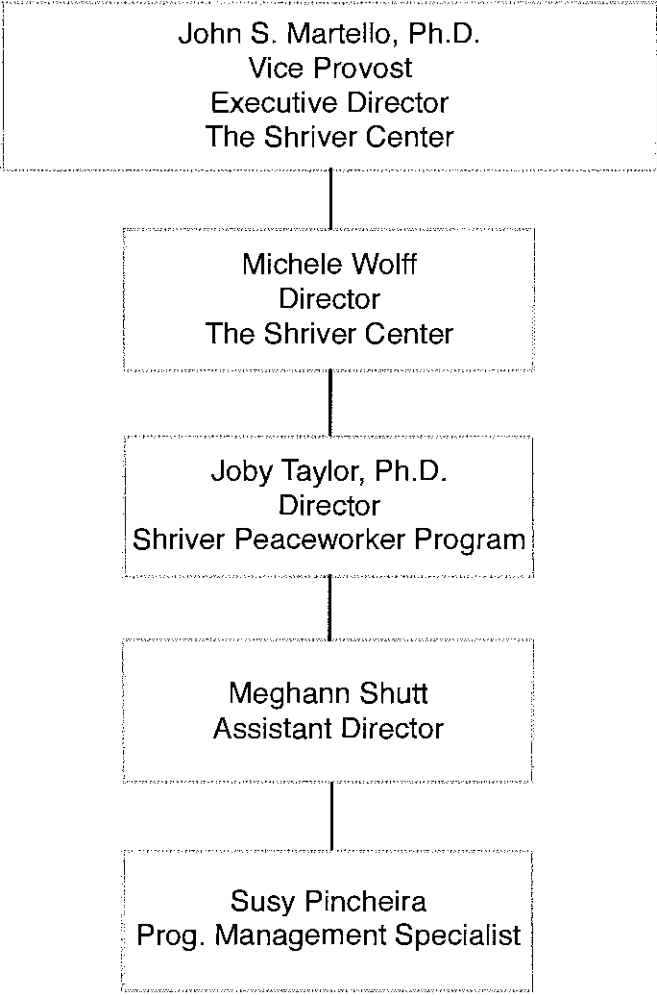 John S. Martello, Ph.D.
Vice Provost
Executive Director
The Shriver Center
Michele Wolff
Director
The Shriver Center
Joby Taylor, Ph.D.
Director
Shriver Peaceworker Program
Meghann Shutt
Assistant Director
Susy Pincheira
Prog. Management Specialist